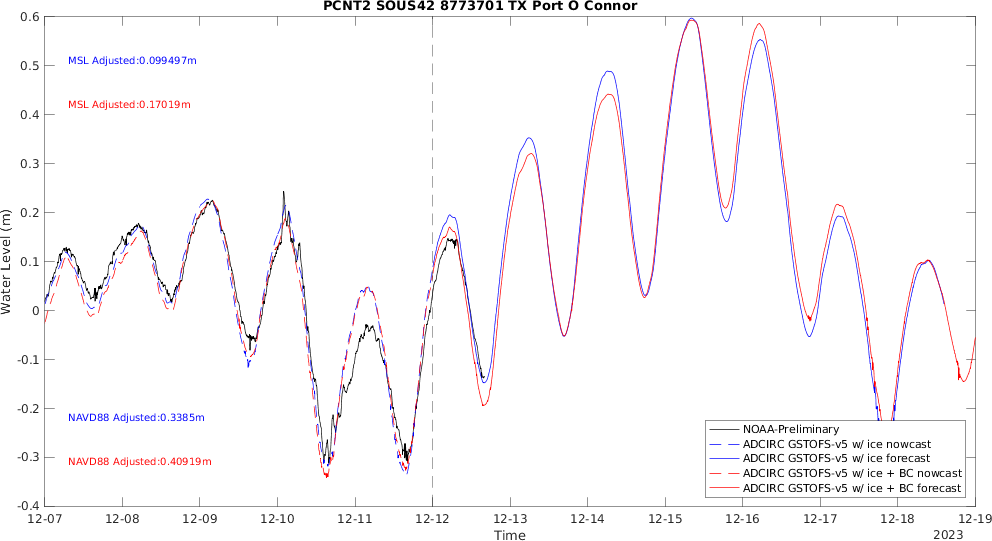 PCNT2 SOUS42 8773701 TX Port O Connor
0.6
0.5
0.4
0.3
0.2
0.1
0
-0.1
-0.2
-0.3
-0.4
Water Level (m)
MSL Adjusted:0.099497m
MSL Adjusted:0.17019m
NAVD88 Adjusted:0.3385m
NAVD88 Adjusted:0.40919m
NOAA-Preliminary
ADCIRC GSTOFS-v5 w/ ice nowcast
ADCIRC GSTOFS-v5 w/ ice forecast
ADCIRC GSTOFS-v5 w/ ice + BC nowcast
ADCIRC GSTOFS-v5 w/ ice + BC forecast
12-07 12-08 12-09 12-10 12-11 12-12 12-13 12-14 12-15 12-16 12-17 12-18 12-19
Time
2023